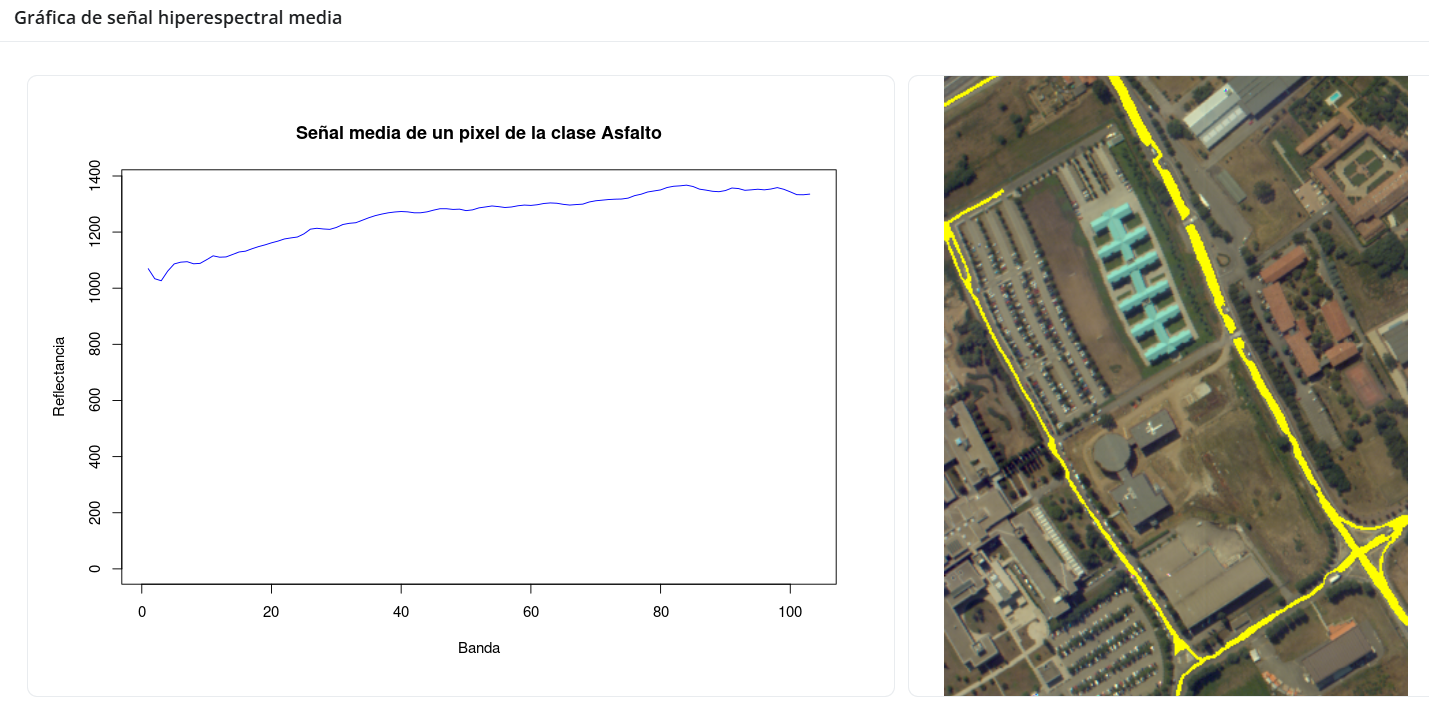 Gráfica de señal hiperespectral media
Señal media de un pixel de la clase Asfalto
Reflectancia
1400
1200
1000
800
600
400
200
0
0 20 40 60 80 100
Banda